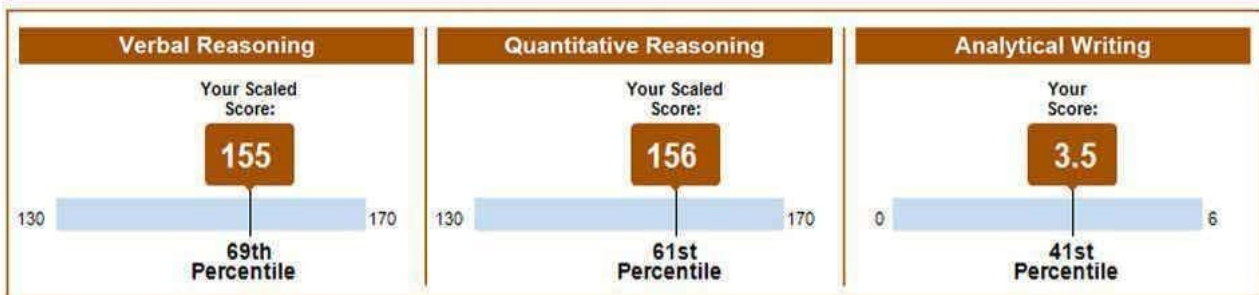 Verbal Reasoning
Your Scaled
Score:
155
130
170
69th
Percentile
Quantitative Reasoning
Your Scaled
Score:
156
130
170
61st
Percentile
Analytical Writing
Your
Score:
3.5
0
6
41st
Percentile